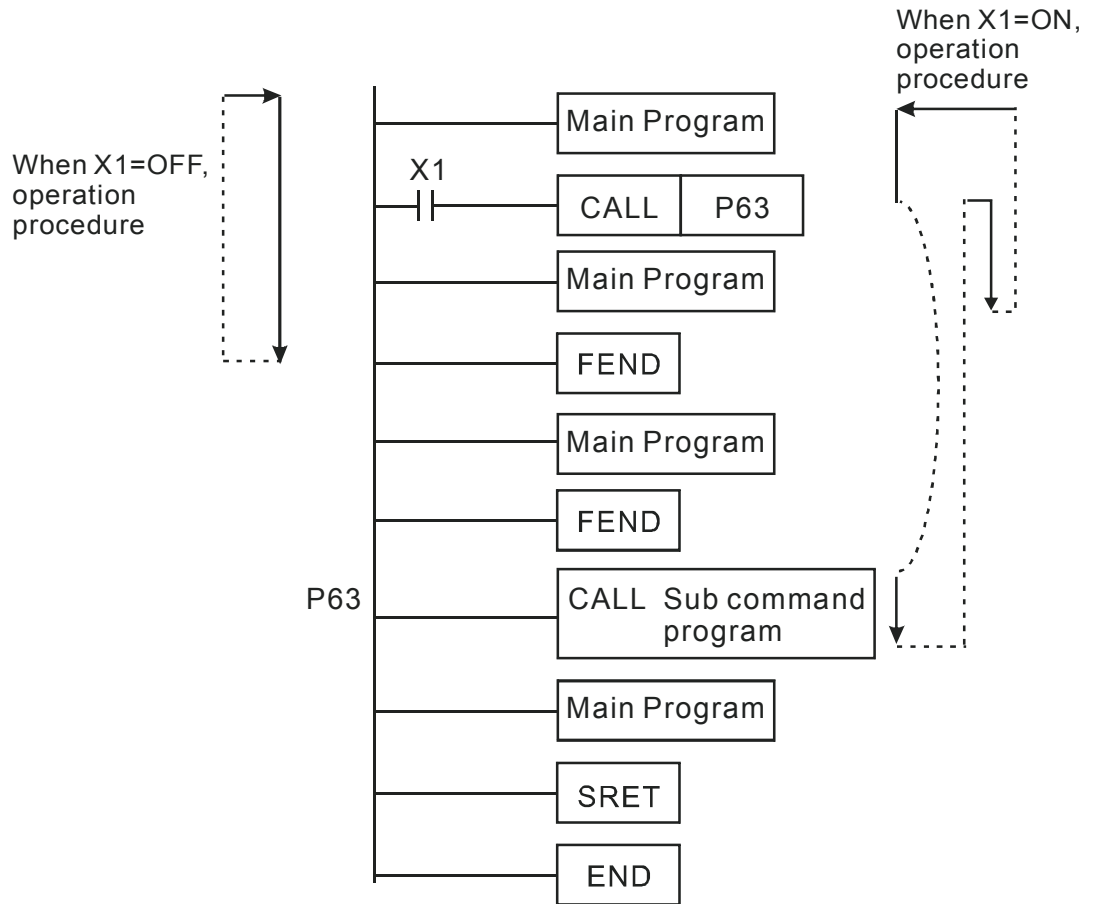 When X1=ON,
operation
procedure
When X1=OFF,
operation
procedure
Main Program
X1
CALL P63
Main Program
FEND
Main Program
FEND
P63
CALL Sub command
program
Main Program
SRET
END